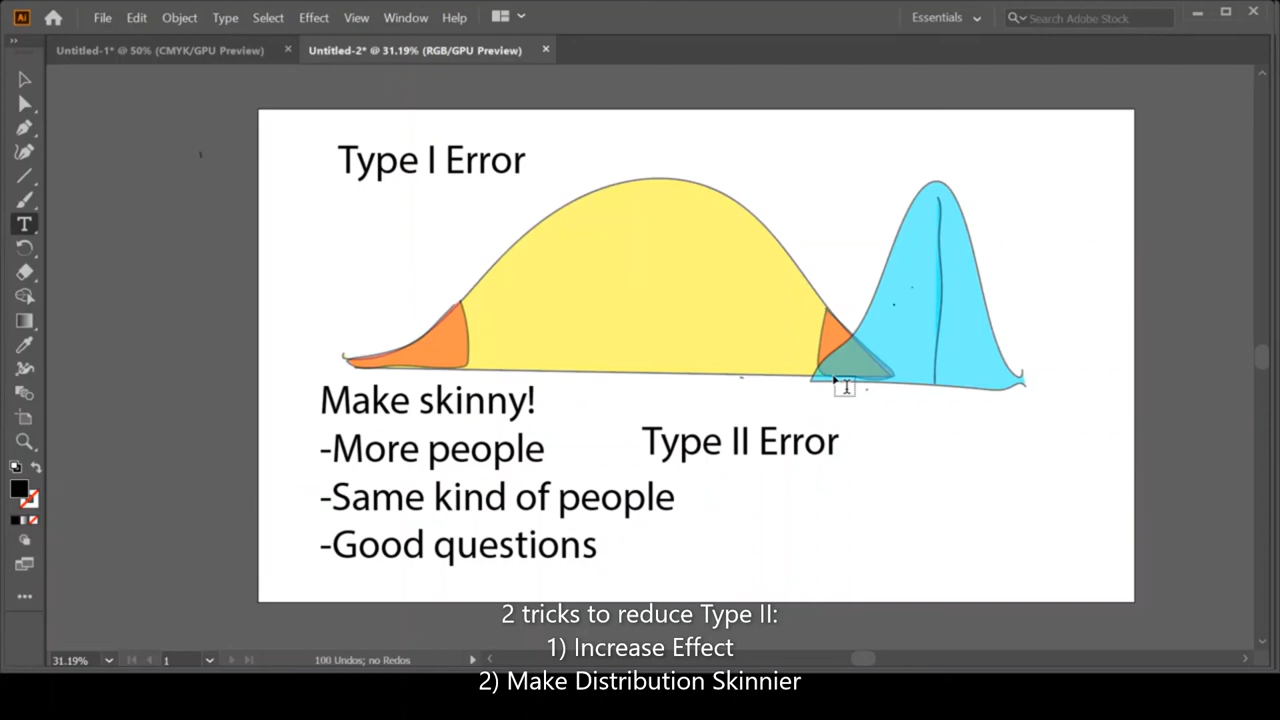 Ai File Edit Object Type Select Effect View Window Help Essentials Search Adobe Stock
Untitled-1* @ 50% (CMYK/GPU Preview) Untitled-2* @ 31.19% (RGB/GPU Preview)
Type I Error
Make skinny!
-More people
Type II Error
-Same kind of people
-Good questions
2 tricks to reduce Type II:
1) Increase Effect
31.19% 1 100 Undos; no Redos
2) Make Distribution Skinnier